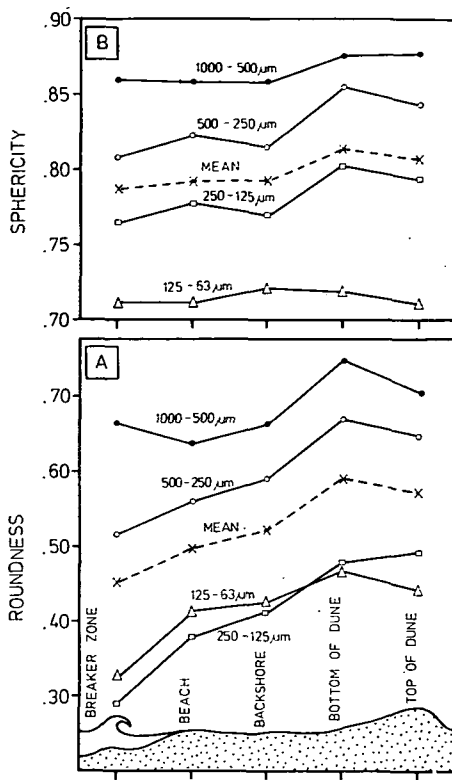 B
SPHERICITY
.90
.85
.80
.75
.70
1000 - 500 µm
500 - 250 µm
MEAN
250 - 125 µm
125 - 63 µm
A
ROUNDNESS
.70
.60
.50
.40
.30
1000 - 500 µm
500 - 250 µm
MEAN
125 - 63 µm
250 - 125 µm
BREAKER ZONE
BEACH
BACKSHORE
BOTTOM OF DUNE
TOP OF DUNE